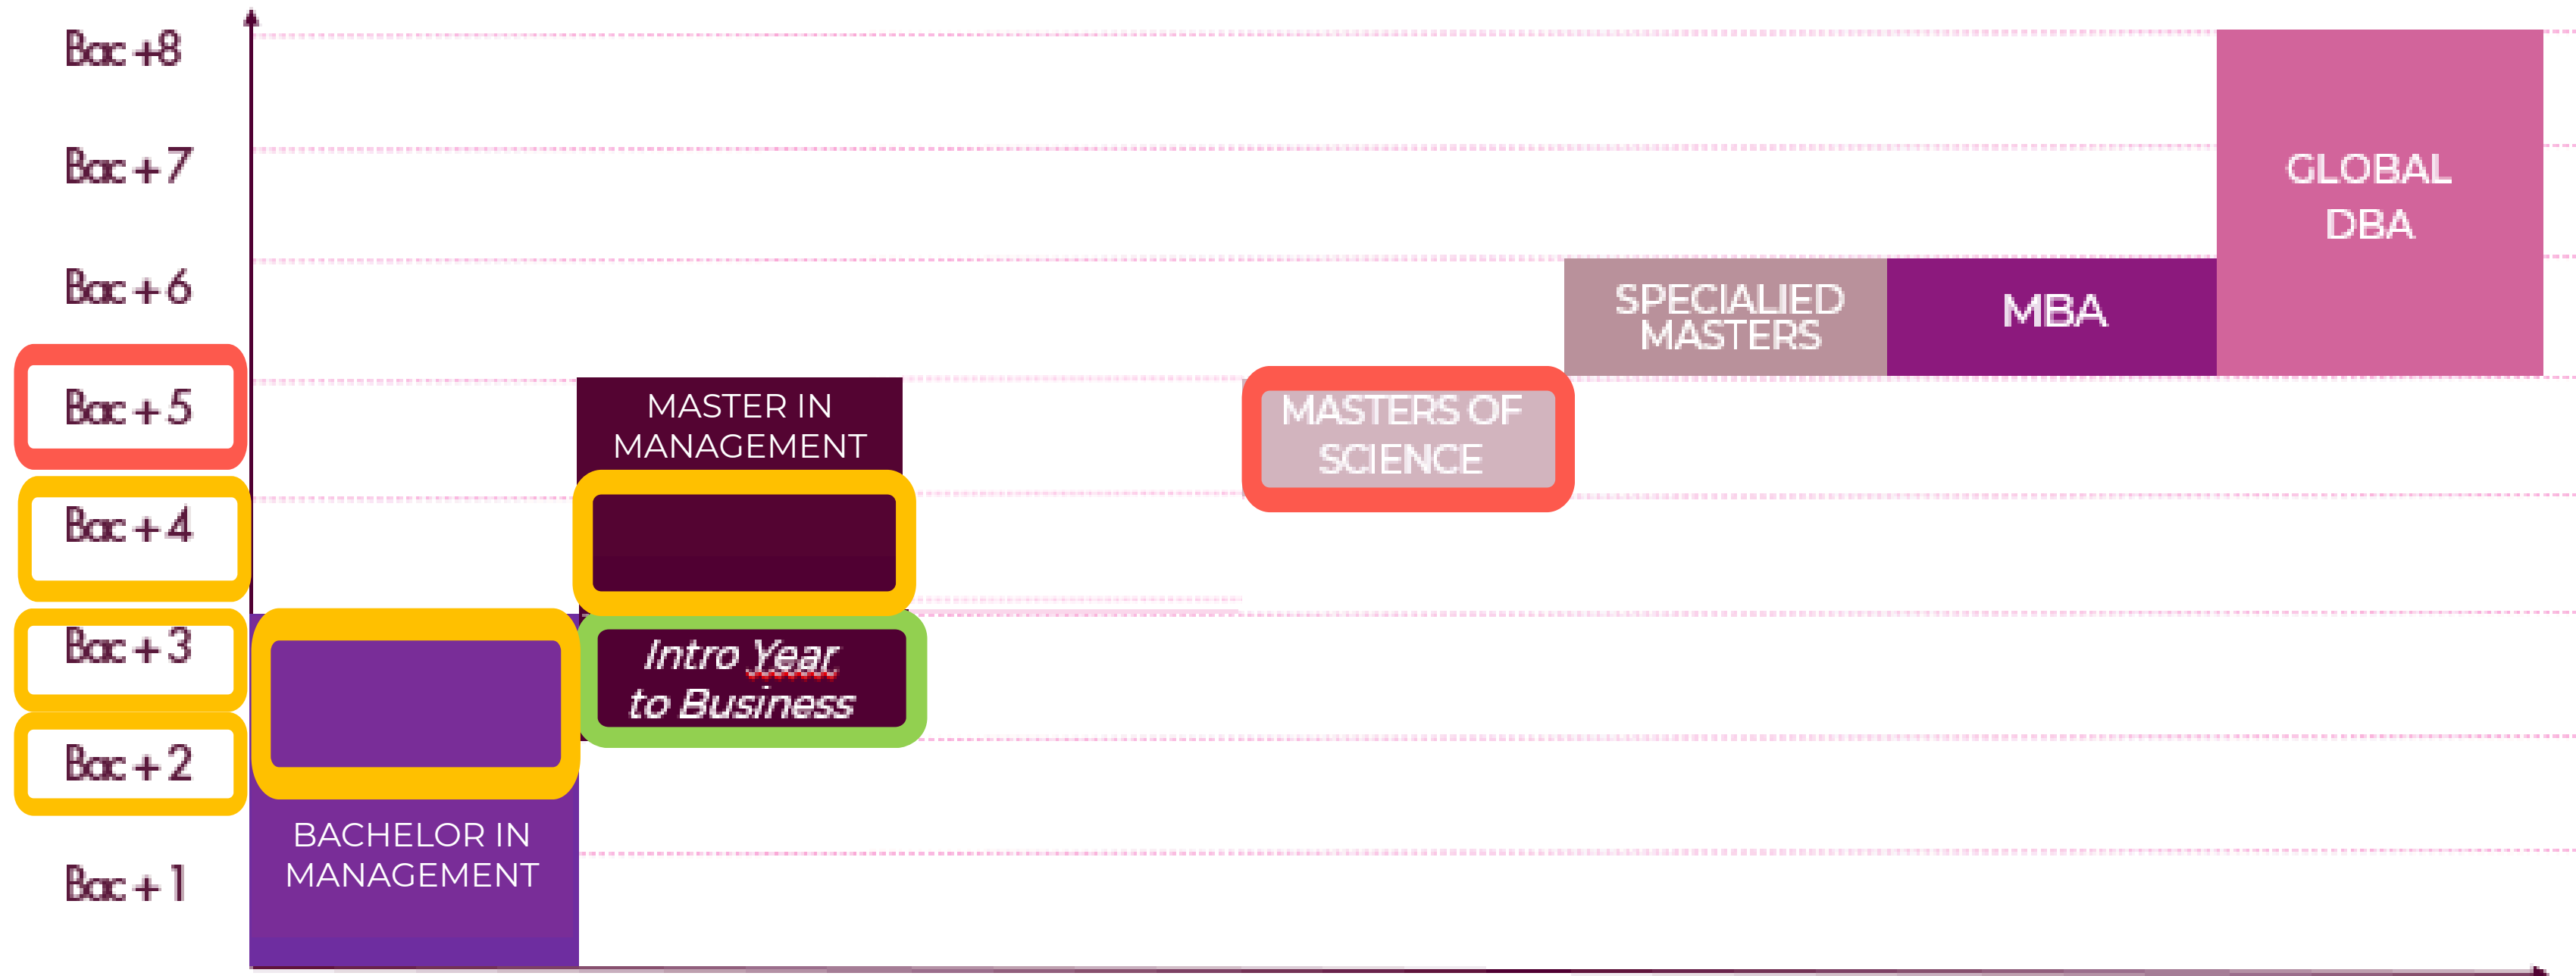 Bac +8
Bac + 7
GLOBAL
DBA
Bac + 6
SPECIALIED
MASTERS
MBA
Bac + 5
MASTER IN
MANAGEMENT
MASTERS OF
SCIENCE
Bac + 4
Bac + 3
Intro Year
to Business
Bac + 2
BACHELOR IN
MANAGEMENT
Bac + 1